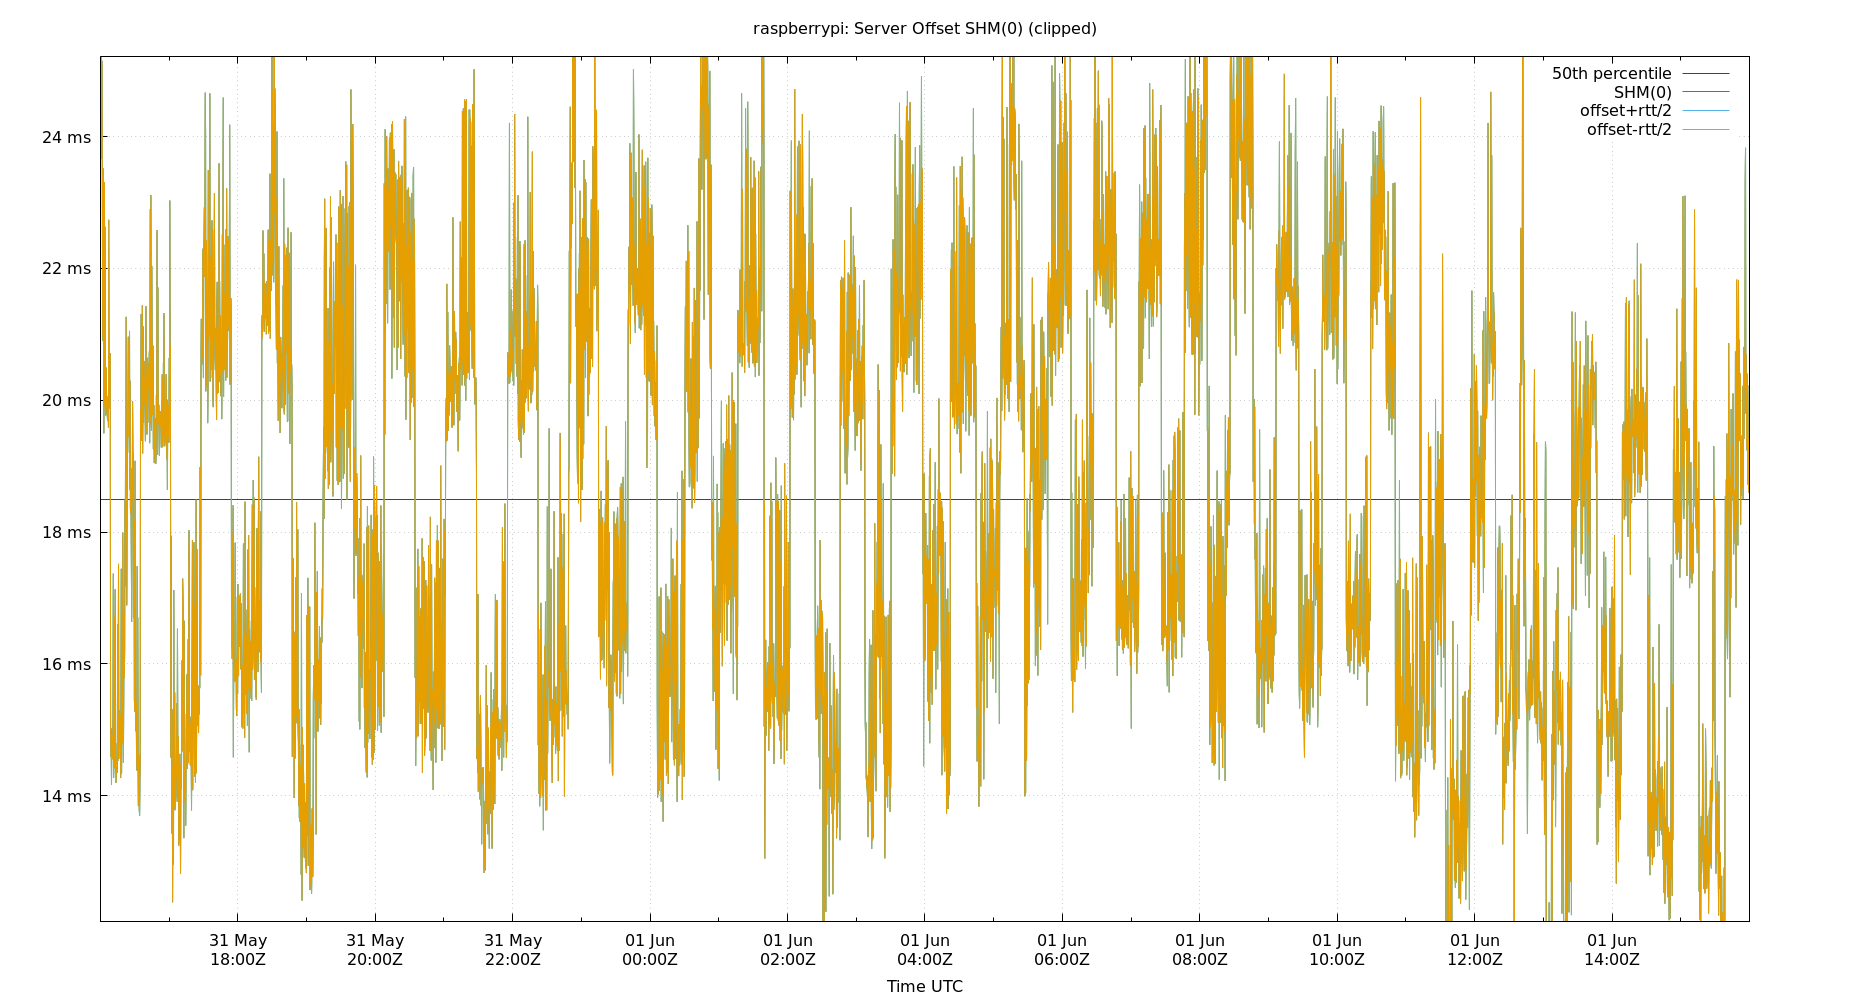 raspberrypi: Server Offset SHM(0) (clipped)
50th percentile
SHM(0)
offset+rtt/2
offset-rtt/2
24 ms
22 ms
20 ms
18 ms
16 ms
14 ms
31 May 31 May 31 May 01 Jun 01 Jun 01 Jun 01 Jun 01 Jun 01 Jun 01 Jun 01 Jun
18:00Z 20:00Z 22:00Z 00:00Z 02:00Z 04:00Z 06:00Z 08:00Z 10:00Z 12:00Z 14:00Z
Time UTC